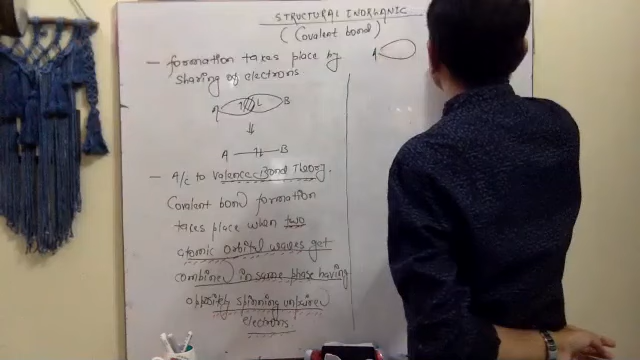 STRUCTURAL INORGANIC
(Covalent bond)
- formation takes place by
sharing of electrons
A B
A — ↑↓ — B
- A/c to Valence Bond Theory.
Covalent bond formation
takes place when two
atomic orbital waves get
combined in same phase having
oppositely spinning unpaired
electrons
A